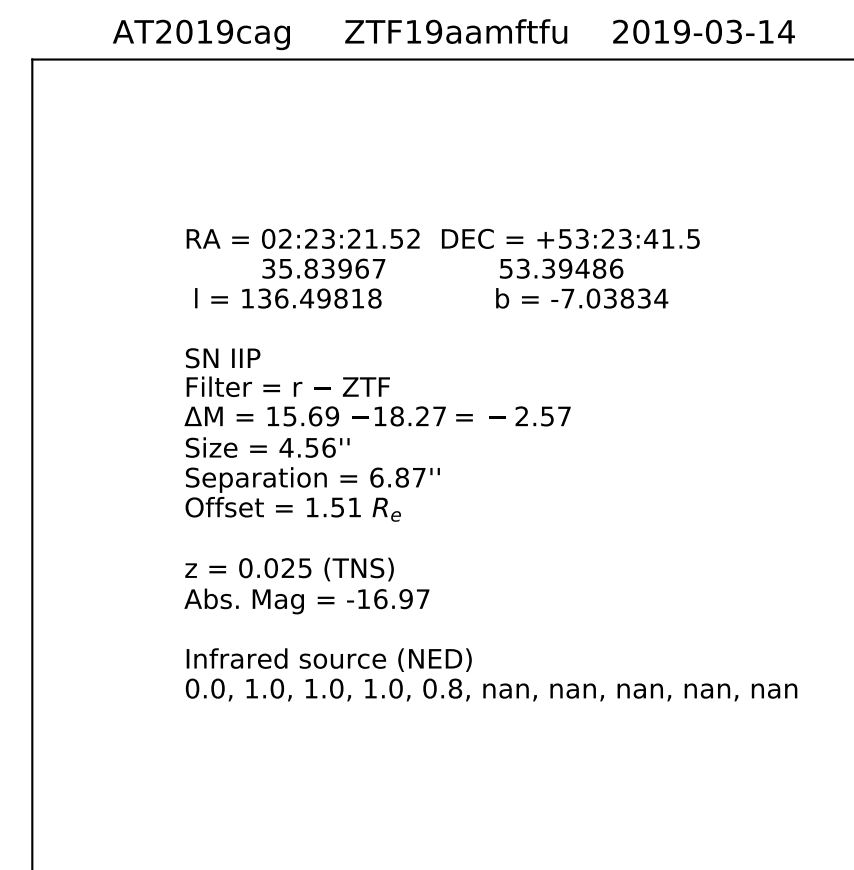 AT2019cag ZTF19aamftfu 2019-03-14
RA = 02:23:21.52 DEC = +53:23:41.5
35.83967 53.39486
l = 136.49818 b = -7.03834
SN IIP
Filter = r − ZTF
ΔM = 15.69 −18.27 = − 2.57
Size = 4.56''
Separation = 6.87''
Offset = 1.51 Rₑ
z = 0.025 (TNS)
Abs. Mag = -16.97
Infrared source (NED)
0.0, 1.0, 1.0, 1.0, 0.8, nan, nan, nan, nan, nan